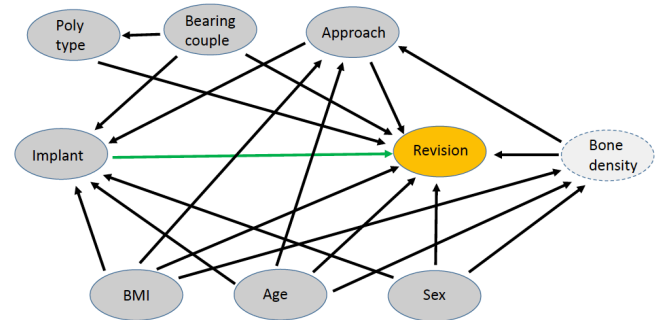 Poly
type
Bearing
couple
Approach
Implant
Revision
Bone
density
BMI
Age
Sex